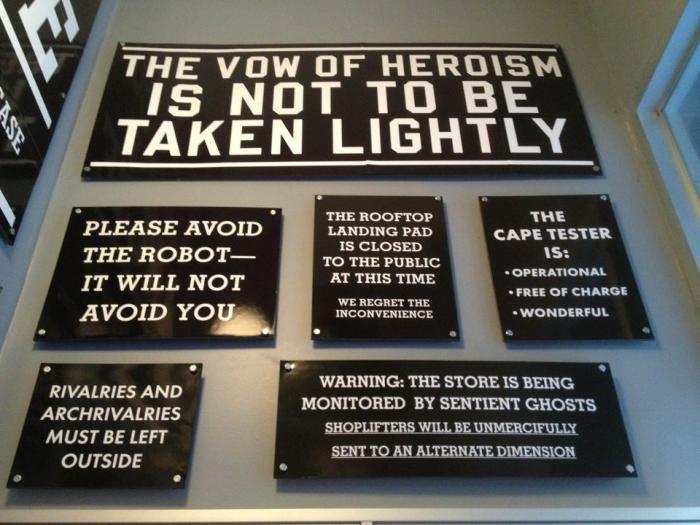 THE VOW OF HEROISM
IS NOT TO BE
TAKEN LIGHTLY
PLEASE AVOID
THE ROBOT—
IT WILL NOT
AVOID YOU
THE ROOFTOP
LANDING PAD
IS CLOSED
TO THE PUBLIC
AT THIS TIME
WE REGRET THE
INCONVENIENCE
THE
CAPE TESTER
IS:
• OPERATIONAL
• FREE OF CHARGE
• WONDERFUL
RIVALRIES AND
ARCHRIVALRIES
MUST BE LEFT
OUTSIDE
WARNING: THE STORE IS BEING
MONITORED BY SENTIENT GHOSTS
SHOPLIFTERS WILL BE UNMERCIFULLY
SENT TO AN ALTERNATE DIMENSION